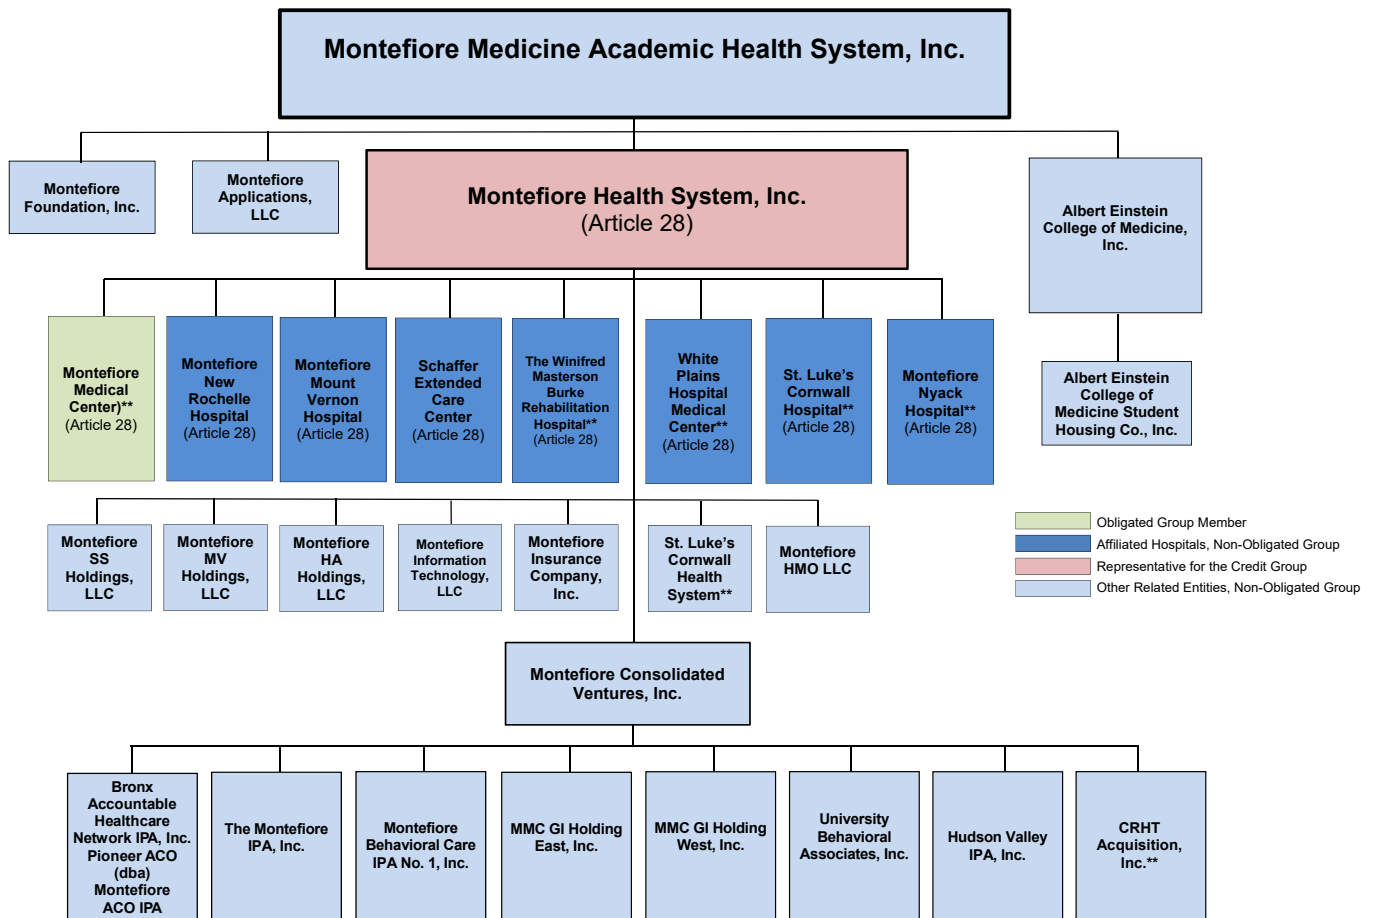 Montefiore Medicine Academic Health System, Inc.
Montefiore
Foundation, Inc.
Montefiore
Applications,
LLC
Montefiore Health System, Inc.
(Article 28)
Albert Einstein
College of Medicine,
Inc.
Albert Einstein
College of
Medicine Student
Housing Co., Inc.
Montefiore
Medical
Center)**
(Article 28)
Montefiore
New
Rochelle
Hospital
(Article 28)
Montefiore
Mount
Vernon
Hospital
(Article 28)
Schaffer
Extended
Care
Center
(Article 28)
The Winifred
Masterson
Burke
Rehabilitation
Hospital**
(Article 28)
White
Plains
Hospital
Medical
Center**
(Article 28)
St. Luke’s
Cornwall
Hospital**
(Article 28)
Montefiore
Nyack
Hospital**
(Article 28)
Montefiore
SS
Holdings,
LLC
Montefiore
MV
Holdings,
LLC
Montefiore
HA
Holdings,
LLC
Montefiore
Information
Technology,
LLC
Montefiore
Insurance
Company,
Inc.
St. Luke’s
Cornwall
Health
System**
Montefiore
HMO LLC
Obligated Group Member
Affiliated Hospitals, Non-Obligated Group
Representative for the Credit Group
Other Related Entities, Non-Obligated Group
Montefiore Consolidated
Ventures, Inc.
Bronx
Accountable
Healthcare
Network IPA, Inc.
Pioneer ACO
(dba)
Montefiore
ACO IPA
The Montefiore
IPA, Inc.
Montefiore
Behavioral Care
IPA No. 1, Inc.
MMC GI Holding
East, Inc.
MMC GI Holding
West, Inc.
University
Behavioral
Associates, Inc.
Hudson Valley
IPA, Inc.
CRHT
Acquisition,
Inc.**